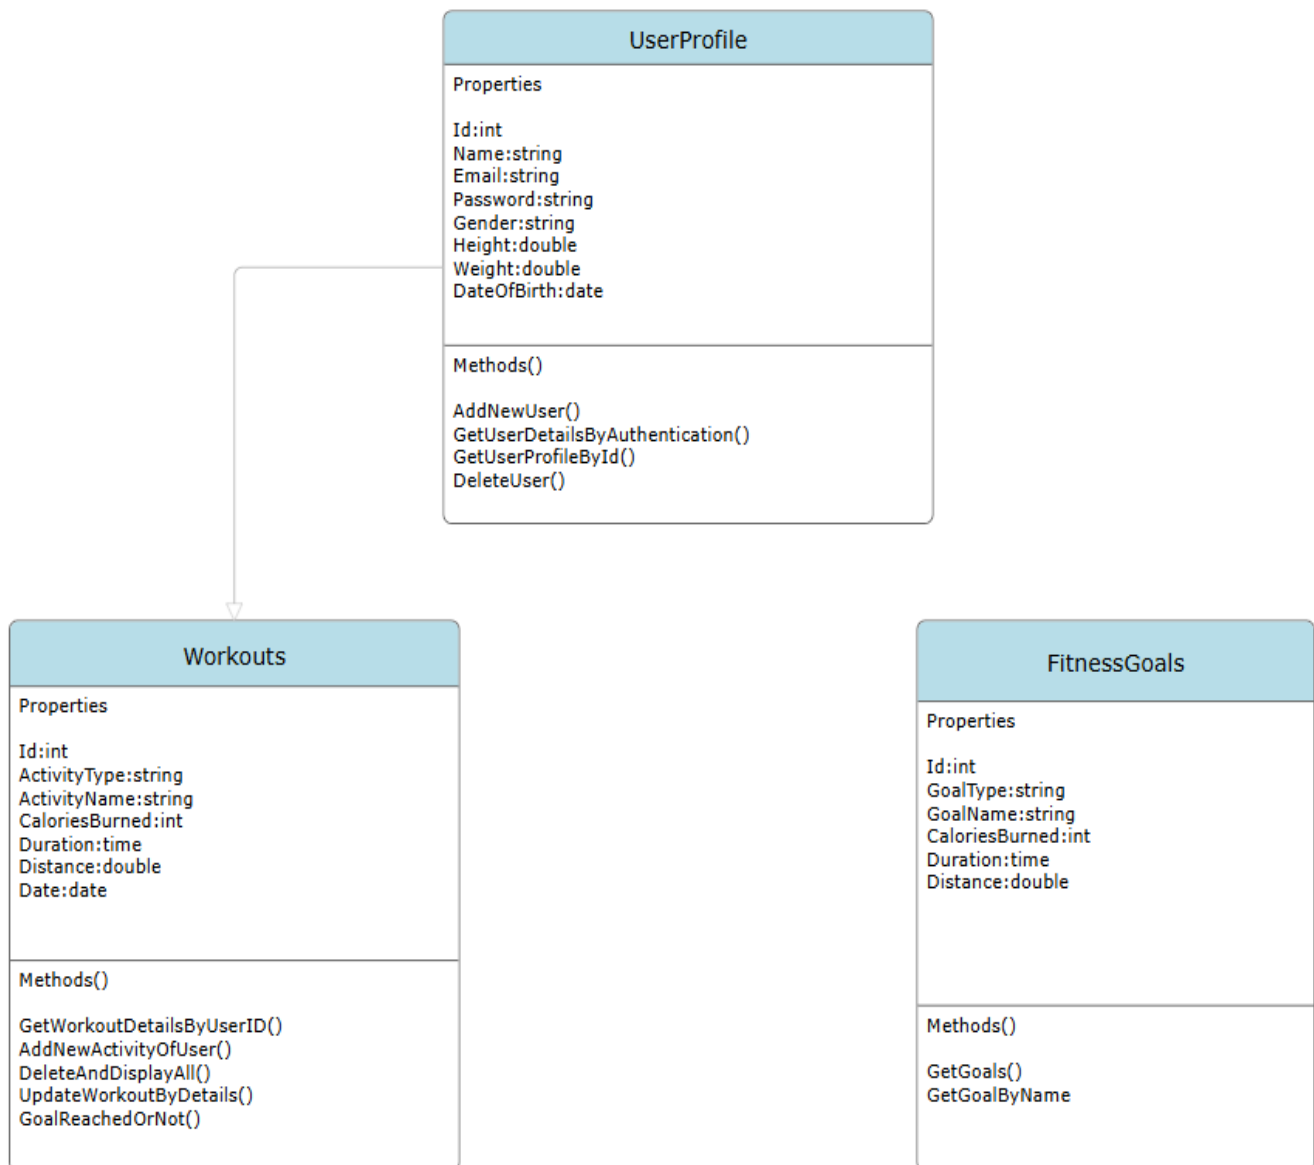 UserProfile
Properties
Id:int
Name:string
Email:string
Password:string
Gender:string
Height:double
Weight:double
DateOfBirth:date
Methods()
AddNewUser()
GetUserDetailsByAuthentication()
GetUserProfileById()
DeleteUser()
Workouts
Properties
Id:int
ActivityType:string
ActivityName:string
CaloriesBurned:int
Duration:time
Distance:double
Date:date
Methods()
GetWorkoutDetailsByUserID()
AddNewActivityOfUser()
DeleteAndDisplayAll()
UpdateWorkoutByDetails()
GoalReachedOrNot()
FitnessGoals
Properties
Id:int
GoalType:string
GoalName:string
CaloriesBurned:int
Duration:time
Distance:double
Methods()
GetGoals()
GetGoalByName